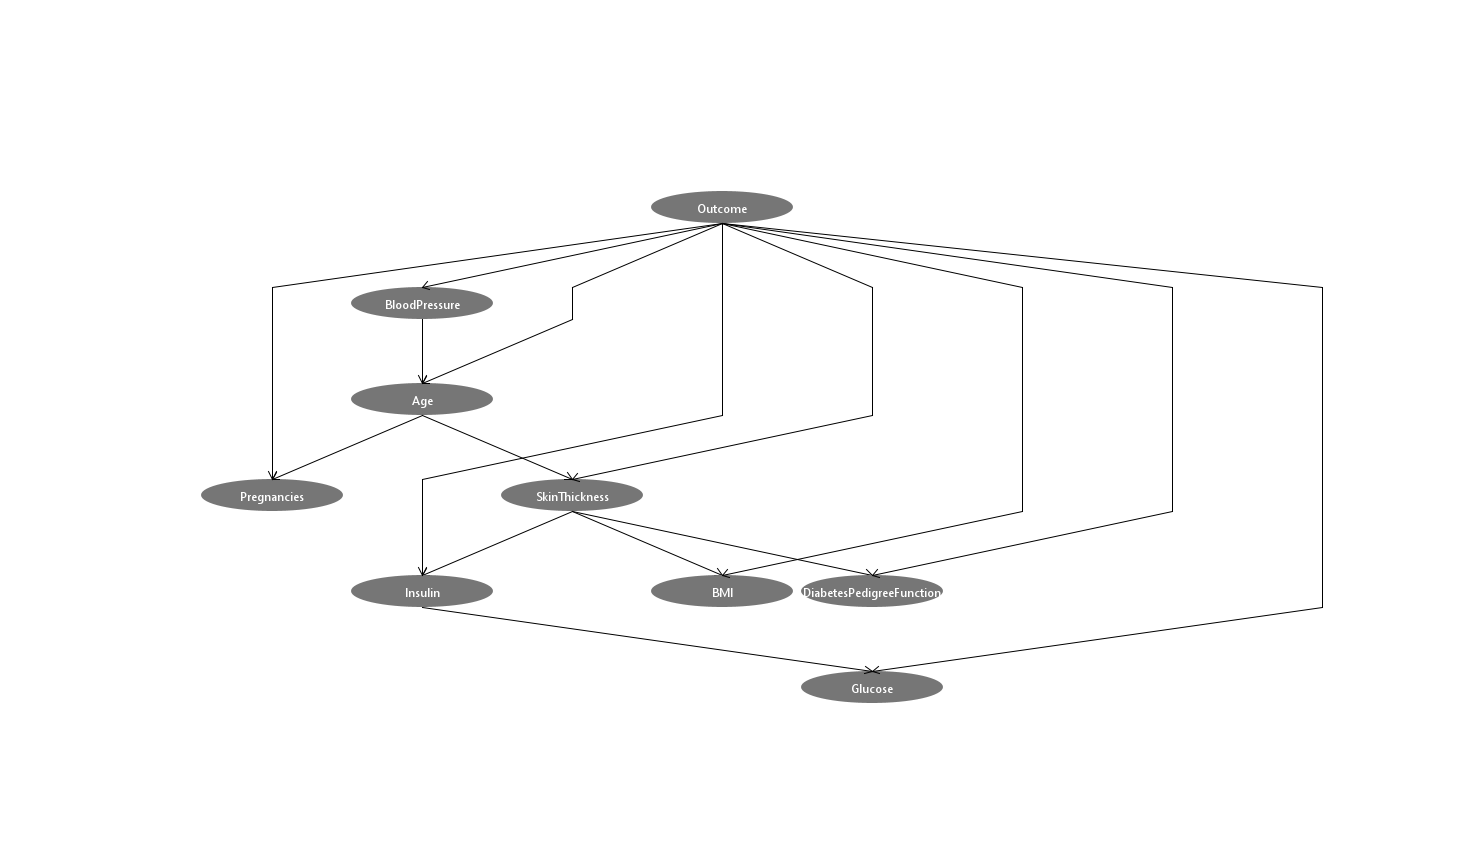 Outcome
BloodPressure
Age
Pregnancies
SkinThickness
Insulin
BMI
DiabetesPedigreeFunction
Glucose